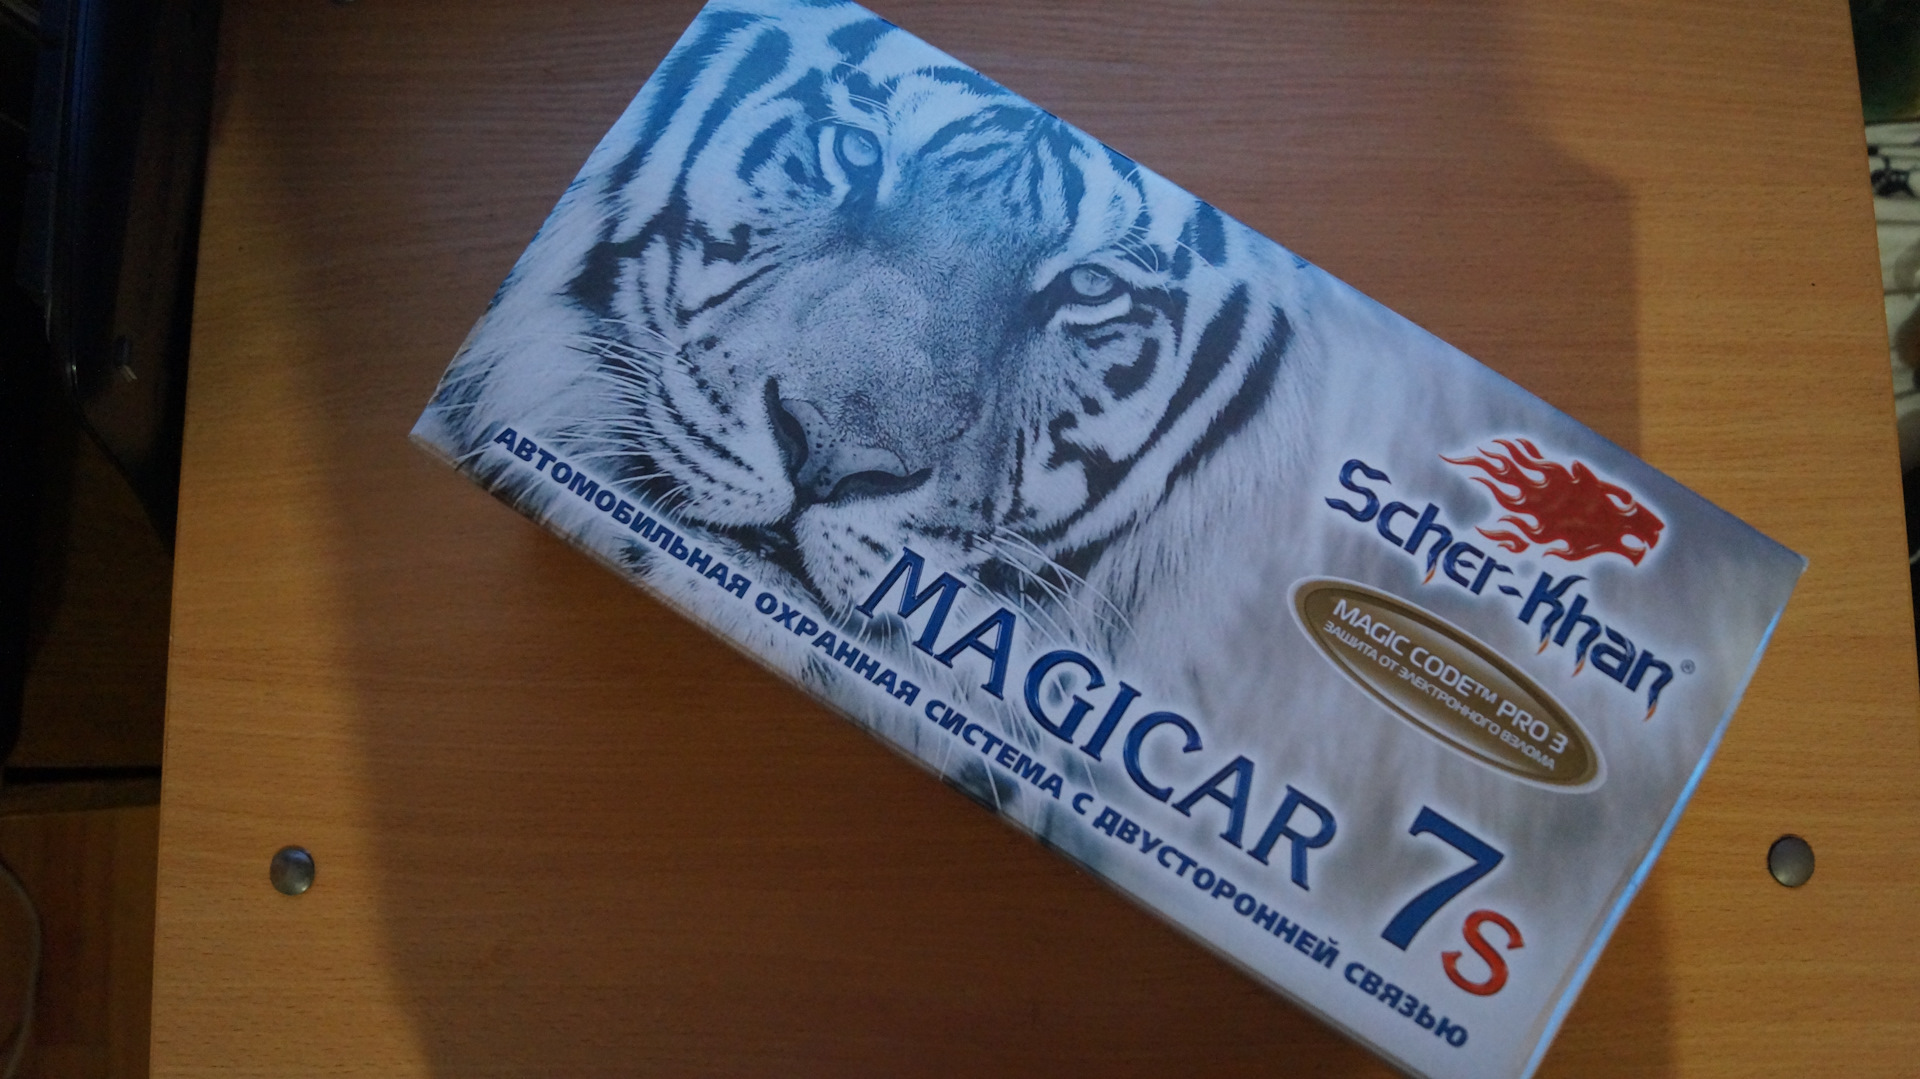 Scher-Khan®
MAGIC CODE™ PRO 3
ЗАЩИТА ОТ ЭЛЕКТРОННОГО ВЗЛОМА
MAGICAR 7s
АВТОМОБИЛЬНАЯ ОХРАННАЯ СИСТЕМА С ДВУСТОРОННЕЙ СВЯЗЬЮ